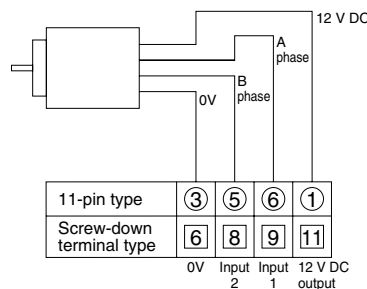 12 V DC
A
phase
B
phase
0V
11-pin type ③ ⑤ ⑥ ①
Screw-down
terminal type 6 8 9 11
0V Input Input 12 V DC
2 1 output